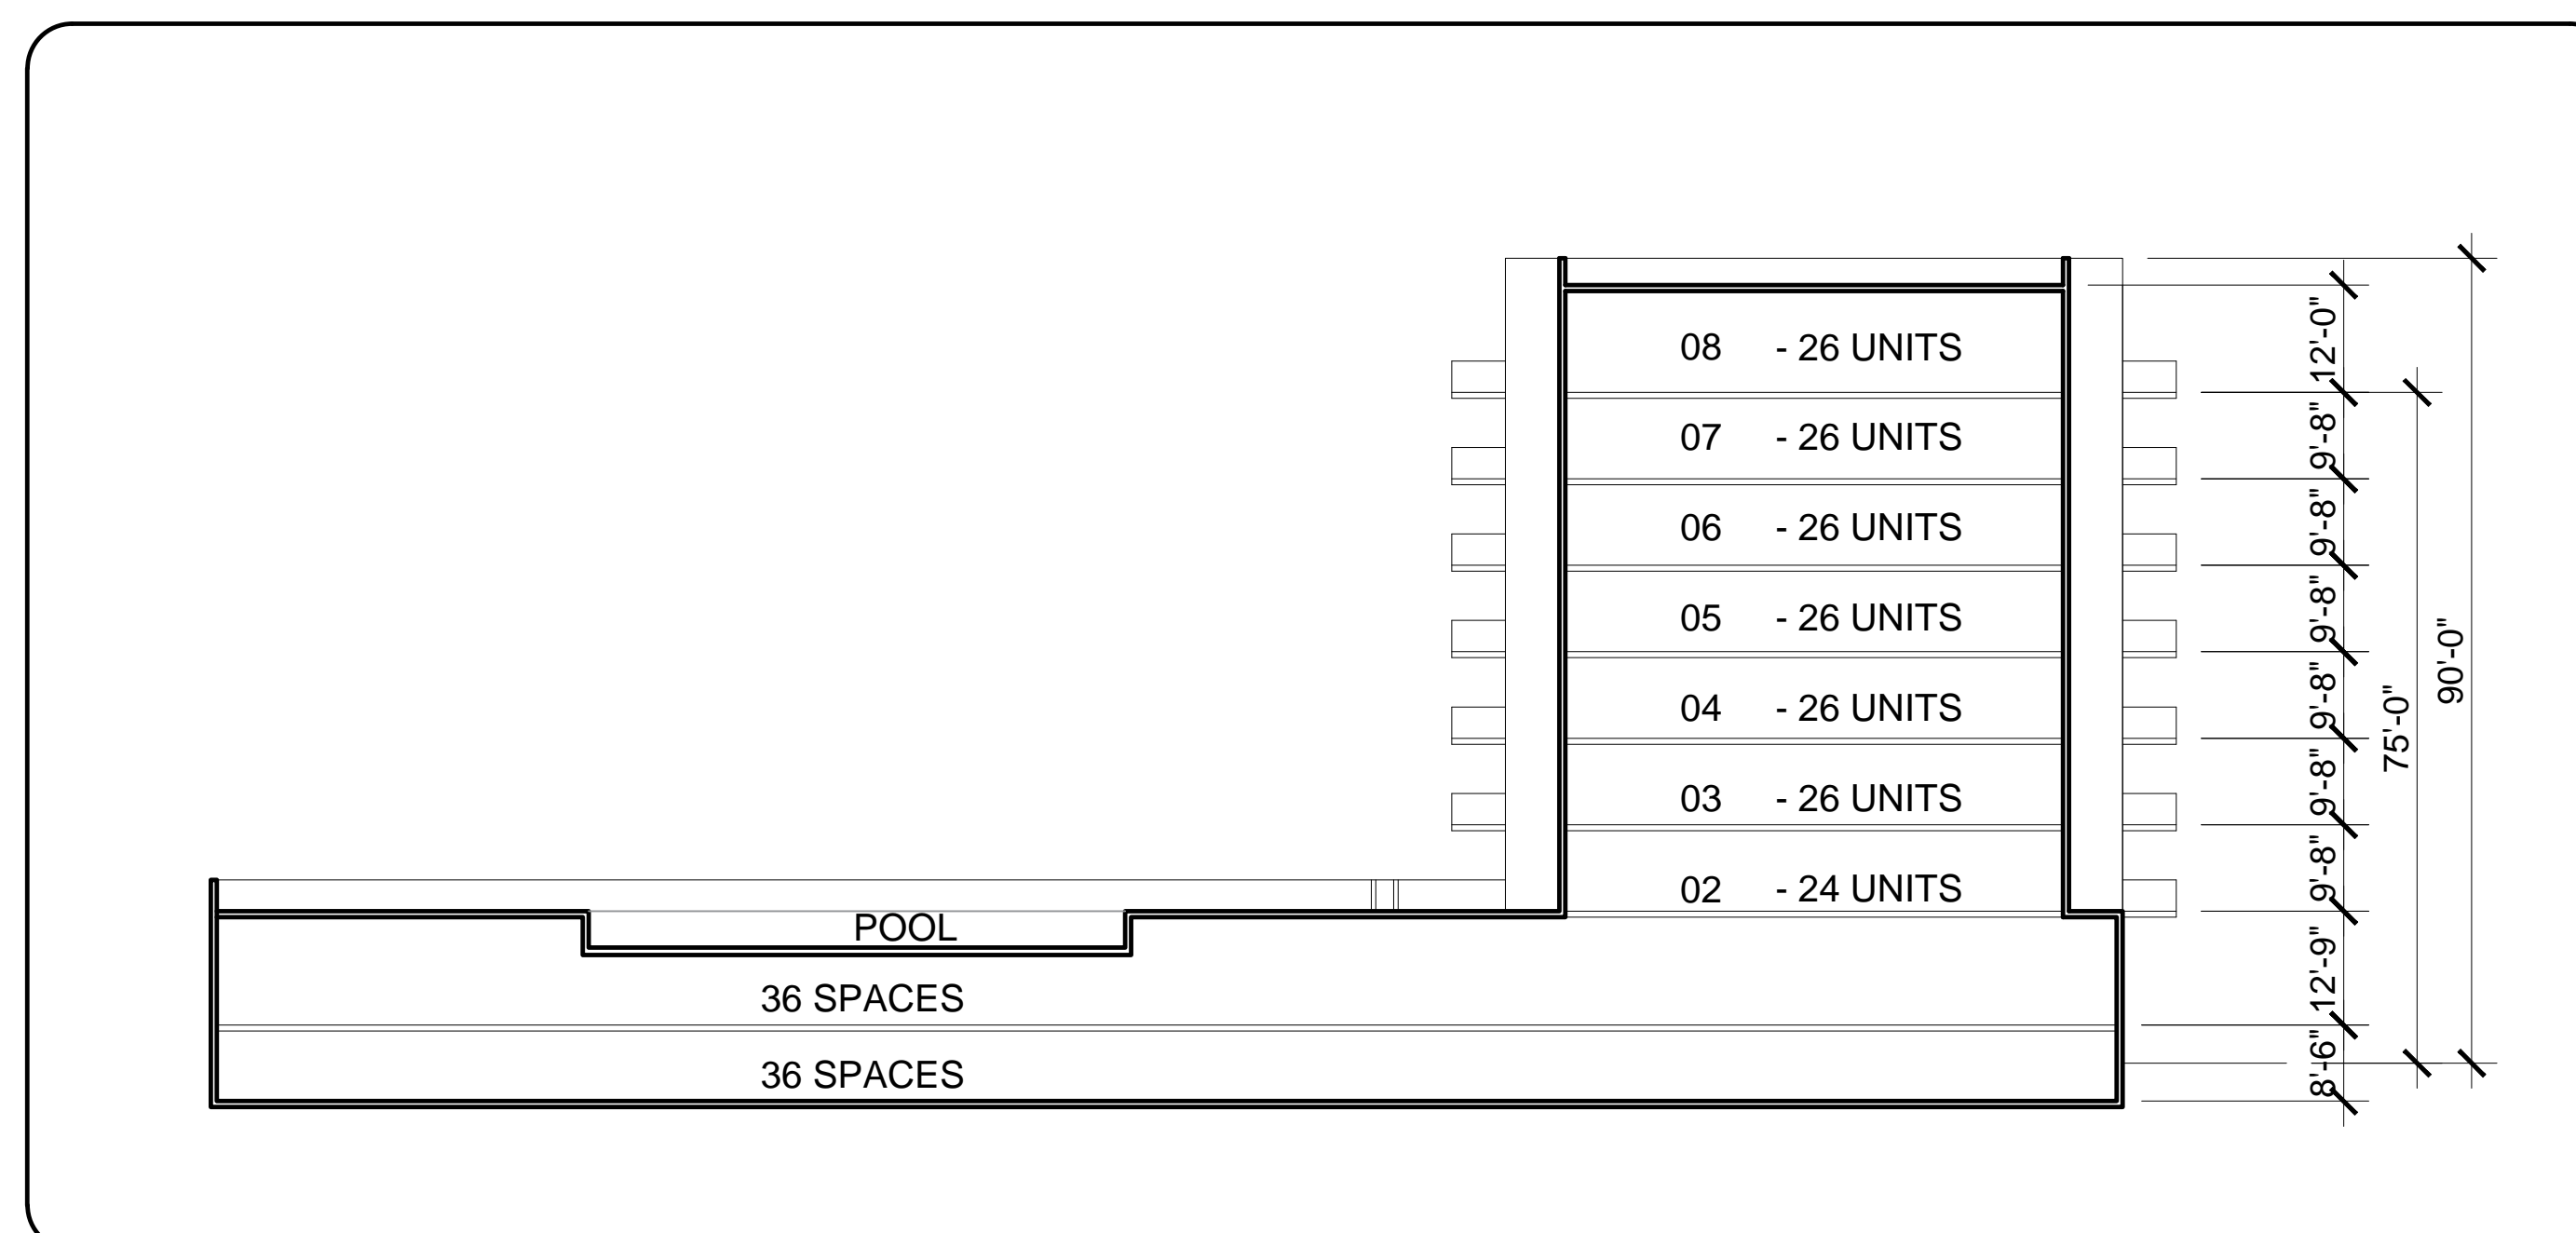 08 - 26 UNITS
07 - 26 UNITS
06 - 26 UNITS
05 - 26 UNITS
04 - 26 UNITS
03 - 26 UNITS
02 - 24 UNITS
POOL
36 SPACES
36 SPACES
12'-0"
9'-8"
9'-8"
9'-8"
9'-8"
9'-8"
9'-8"
12'-9"
8'-6"
75'-0"
90'-0"